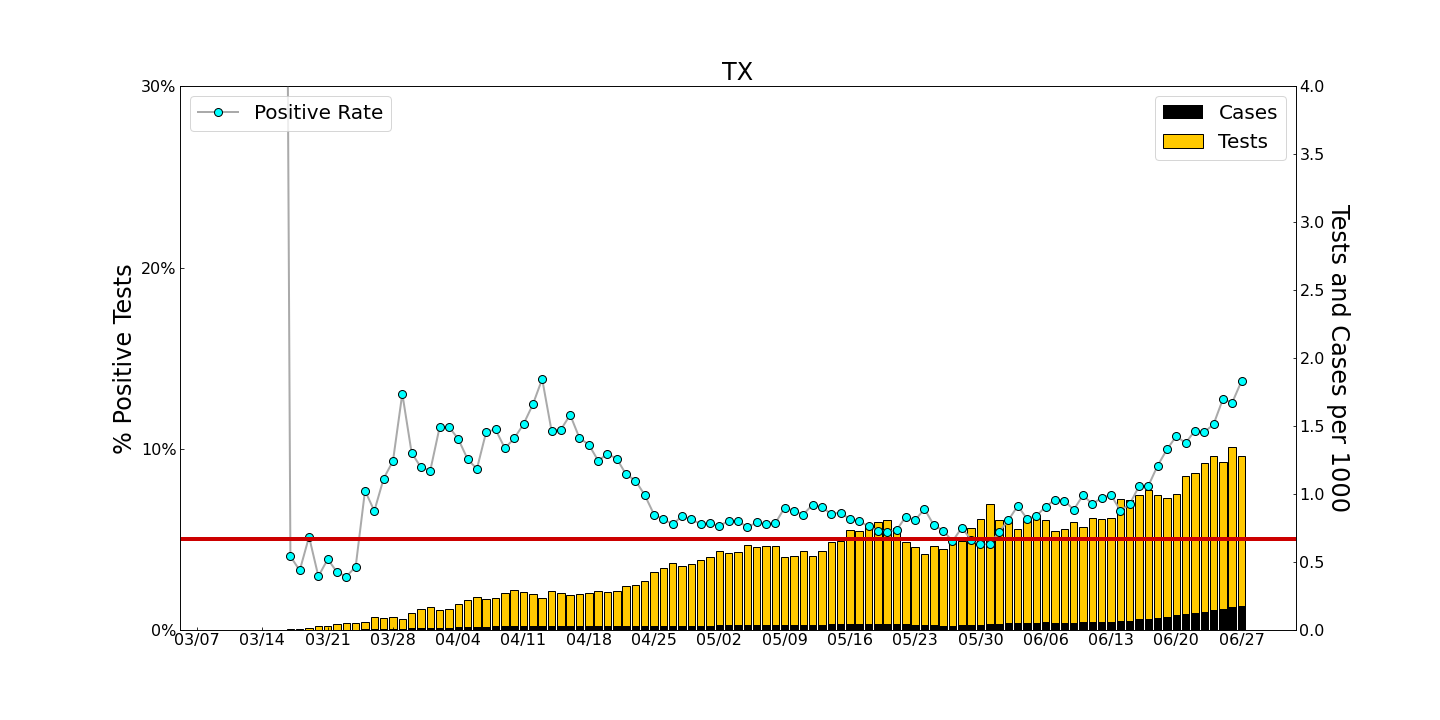 TX
Positive Rate
Cases
Tests
% Positive Tests
30%
20%
10%
0%
4.0
3.5
3.0
2.5
2.0
1.5
1.0
0.5
0.0
Tests and Cases per 1000
03/07 03/14 03/21 03/28 04/04 04/11 04/18 04/25 05/02 05/09 05/16 05/23 05/30 06/06 06/13 06/20 06/27